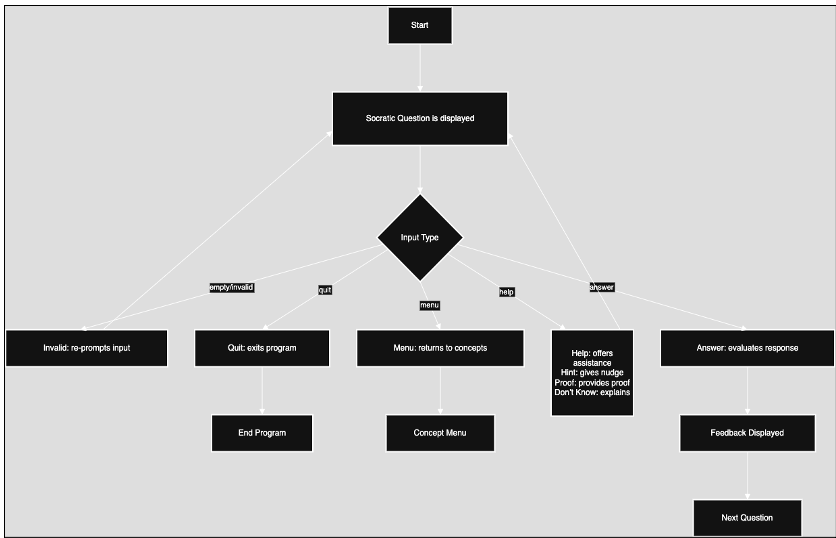 Start
Socratic Question is displayed
Input Type
empty/invalid
quit
menu
help
answer
Invalid: re-prompts input
Quit: exits program
Menu: returns to concepts
Help: offers
assistance
Hint: gives nudge
Proof: provides proof
Don't Know: explains
Answer: evaluates response
End Program
Concept Menu
Feedback Displayed
Next Question